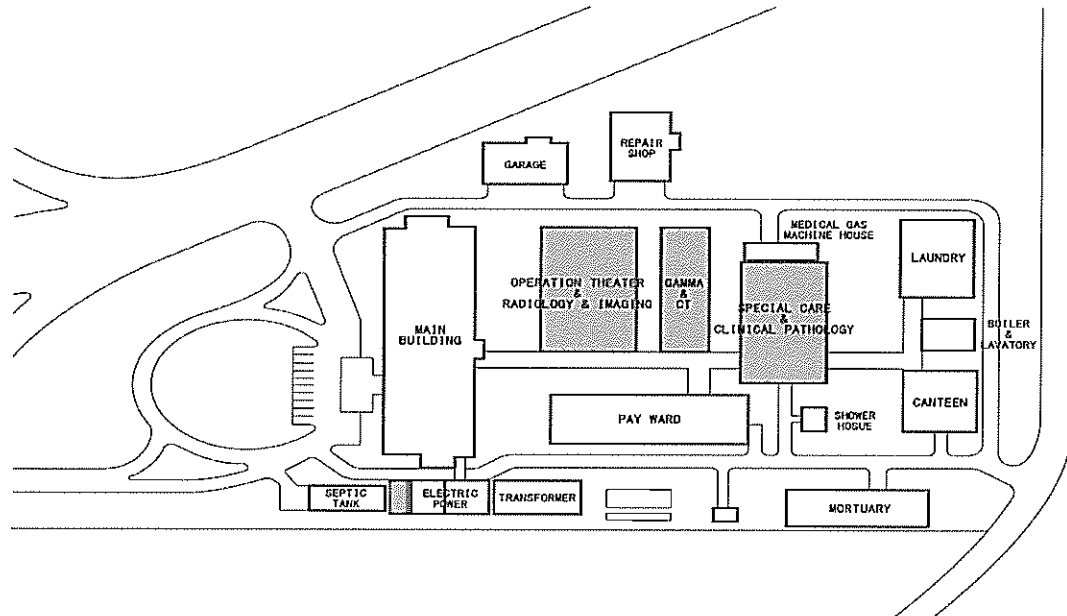 REPAIR
SHOP
GARAGE
MEDICAL GAS
MACHINE HOUSE
LAUNDRY
OPERATION THEATER
&
RADIOLOGY & IMAGING
GAMMA
&
CT
SPECIAL CARE
&
CLINICAL PATHOLOGY
MAIN
BUILDING
BOILER
&
LAVATORY
PAY WARD
SHOWER
HOGUE
CANTEEN
SEPTIC
TANK
ELECTRIC
POWER
TRANSFORMER
MORTUARY